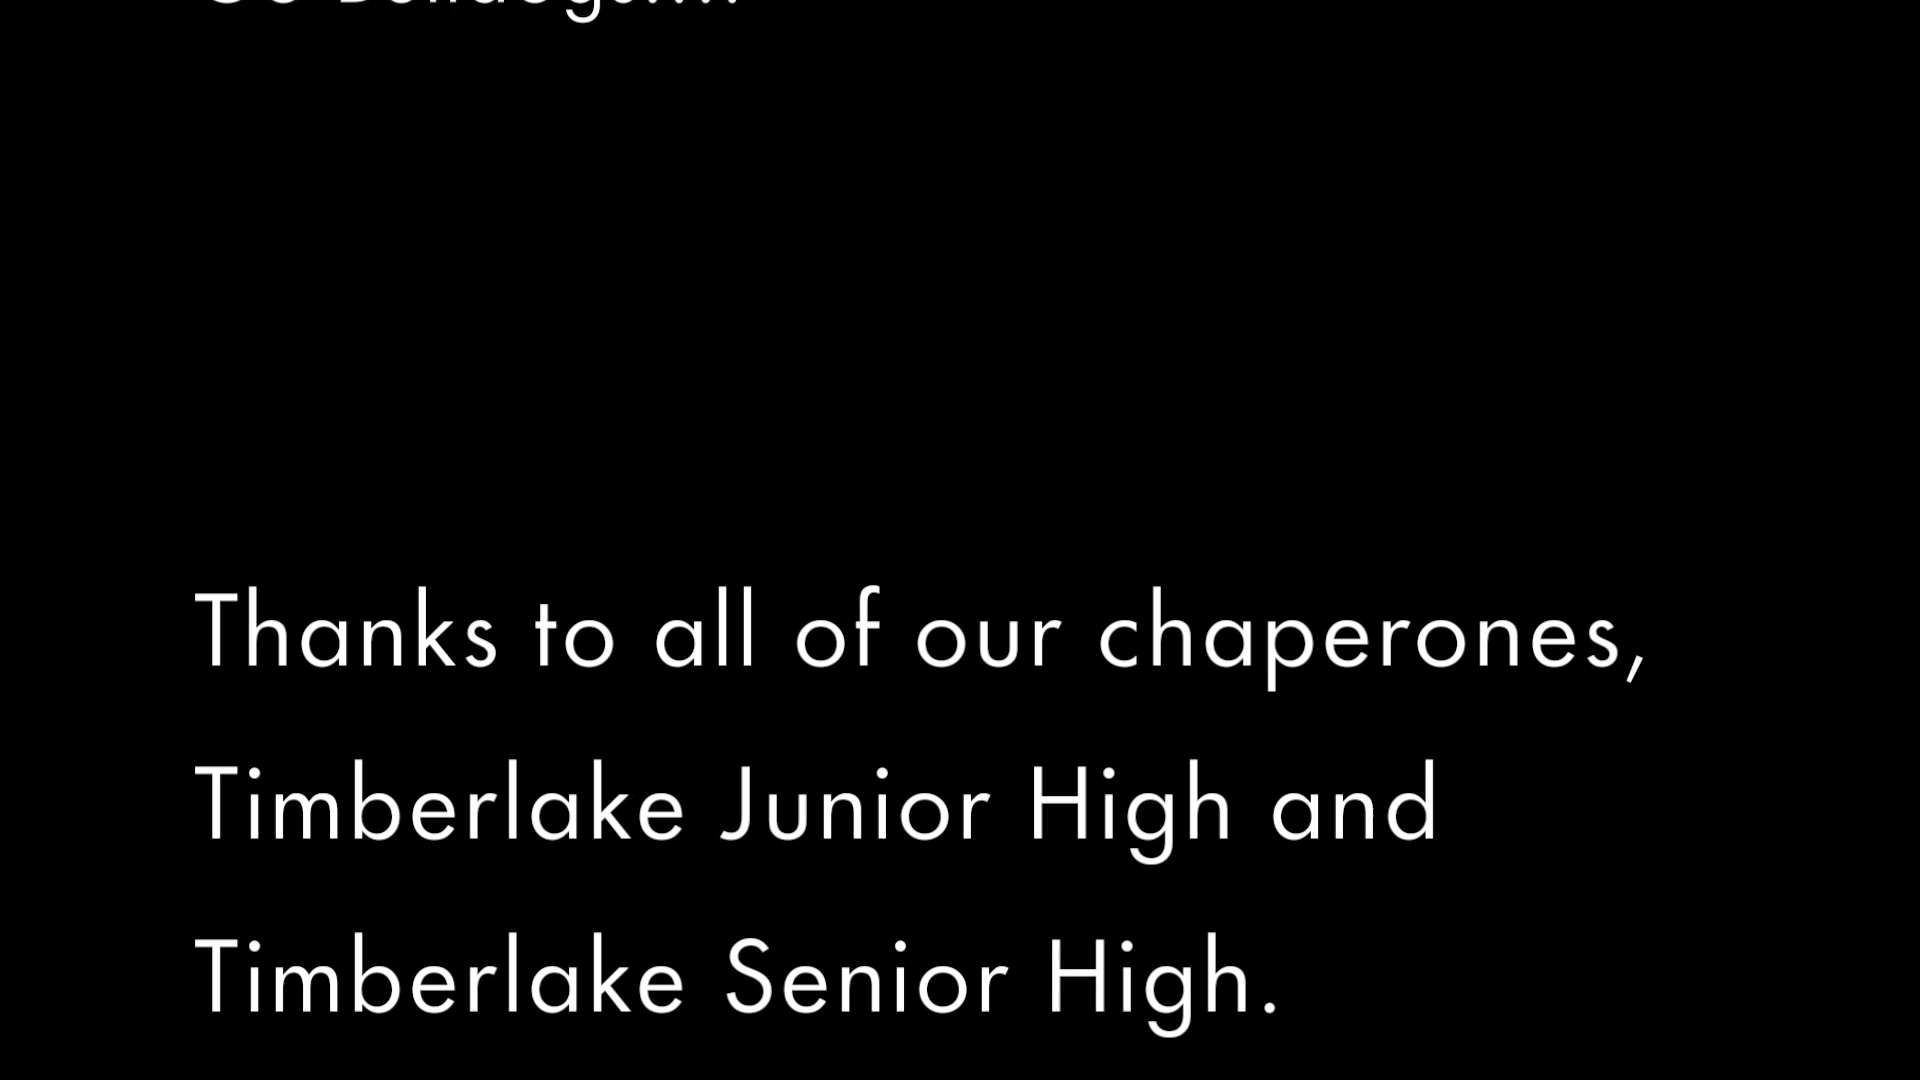 Thanks to all of our chaperones,
Timberlake Junior High and
Timberlake Senior High.